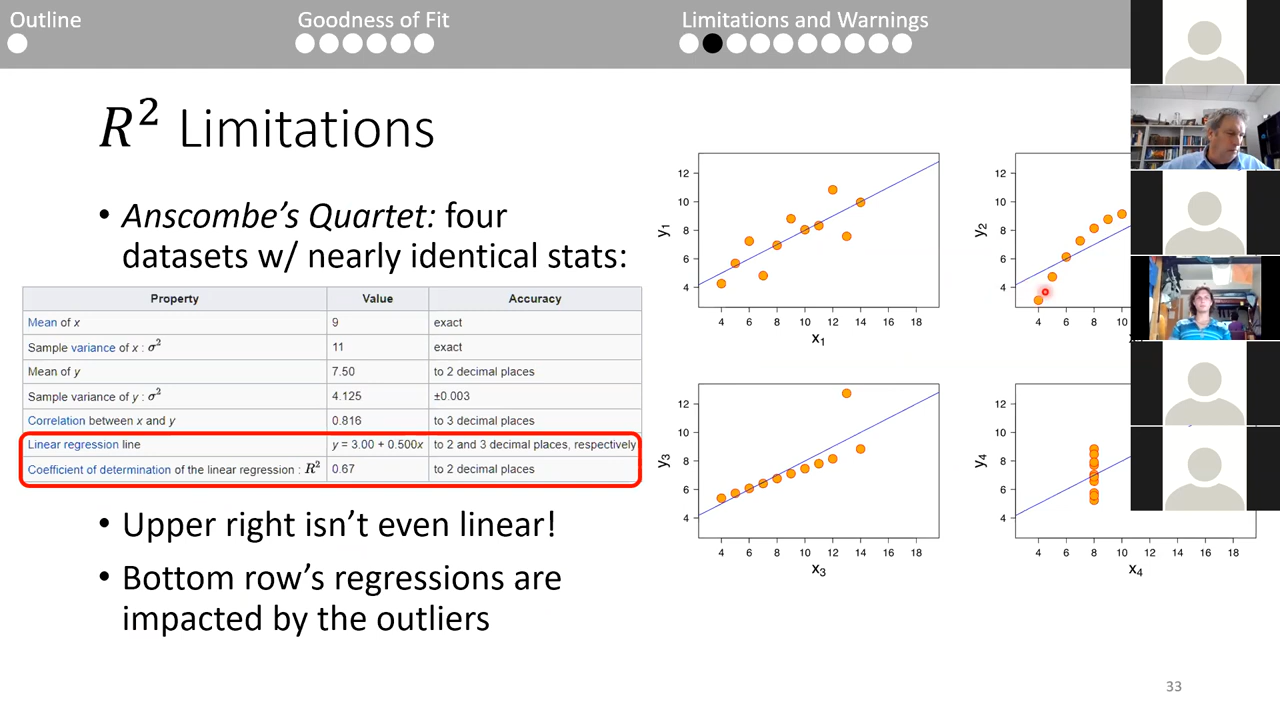 Outline
Goodness of Fit
Limitations and Warnings
R² Limitations
• Anscombe's Quartet: four
datasets w/ nearly identical stats:
Property Value Accuracy
Mean of x 9 exact
Sample variance of x : σ² 11 exact
Mean of y 7.50 to 2 decimal places
Sample variance of y : σ² 4.125 ±0.003
Correlation between x and y 0.816 to 3 decimal places
Linear regression line y = 3.00 + 0.500x to 2 and 3 decimal places, respectively
Coefficient of determination of the linear regression : R² 0.67 to 2 decimal places
• Upper right isn't even linear!
• Bottom row's regressions are
impacted by the outliers
12
10
8
6
4
y₁
4 6 8 10 12 14 16 18
x₁
12
10
8
6
4
y₂
4 6 8 10
12
10
8
6
4
y₃
4 6 8 10 12 14 16 18
x₃
12
10
8
6
4
y₄
4 6 8 10 12 14 16 18
x₄
33